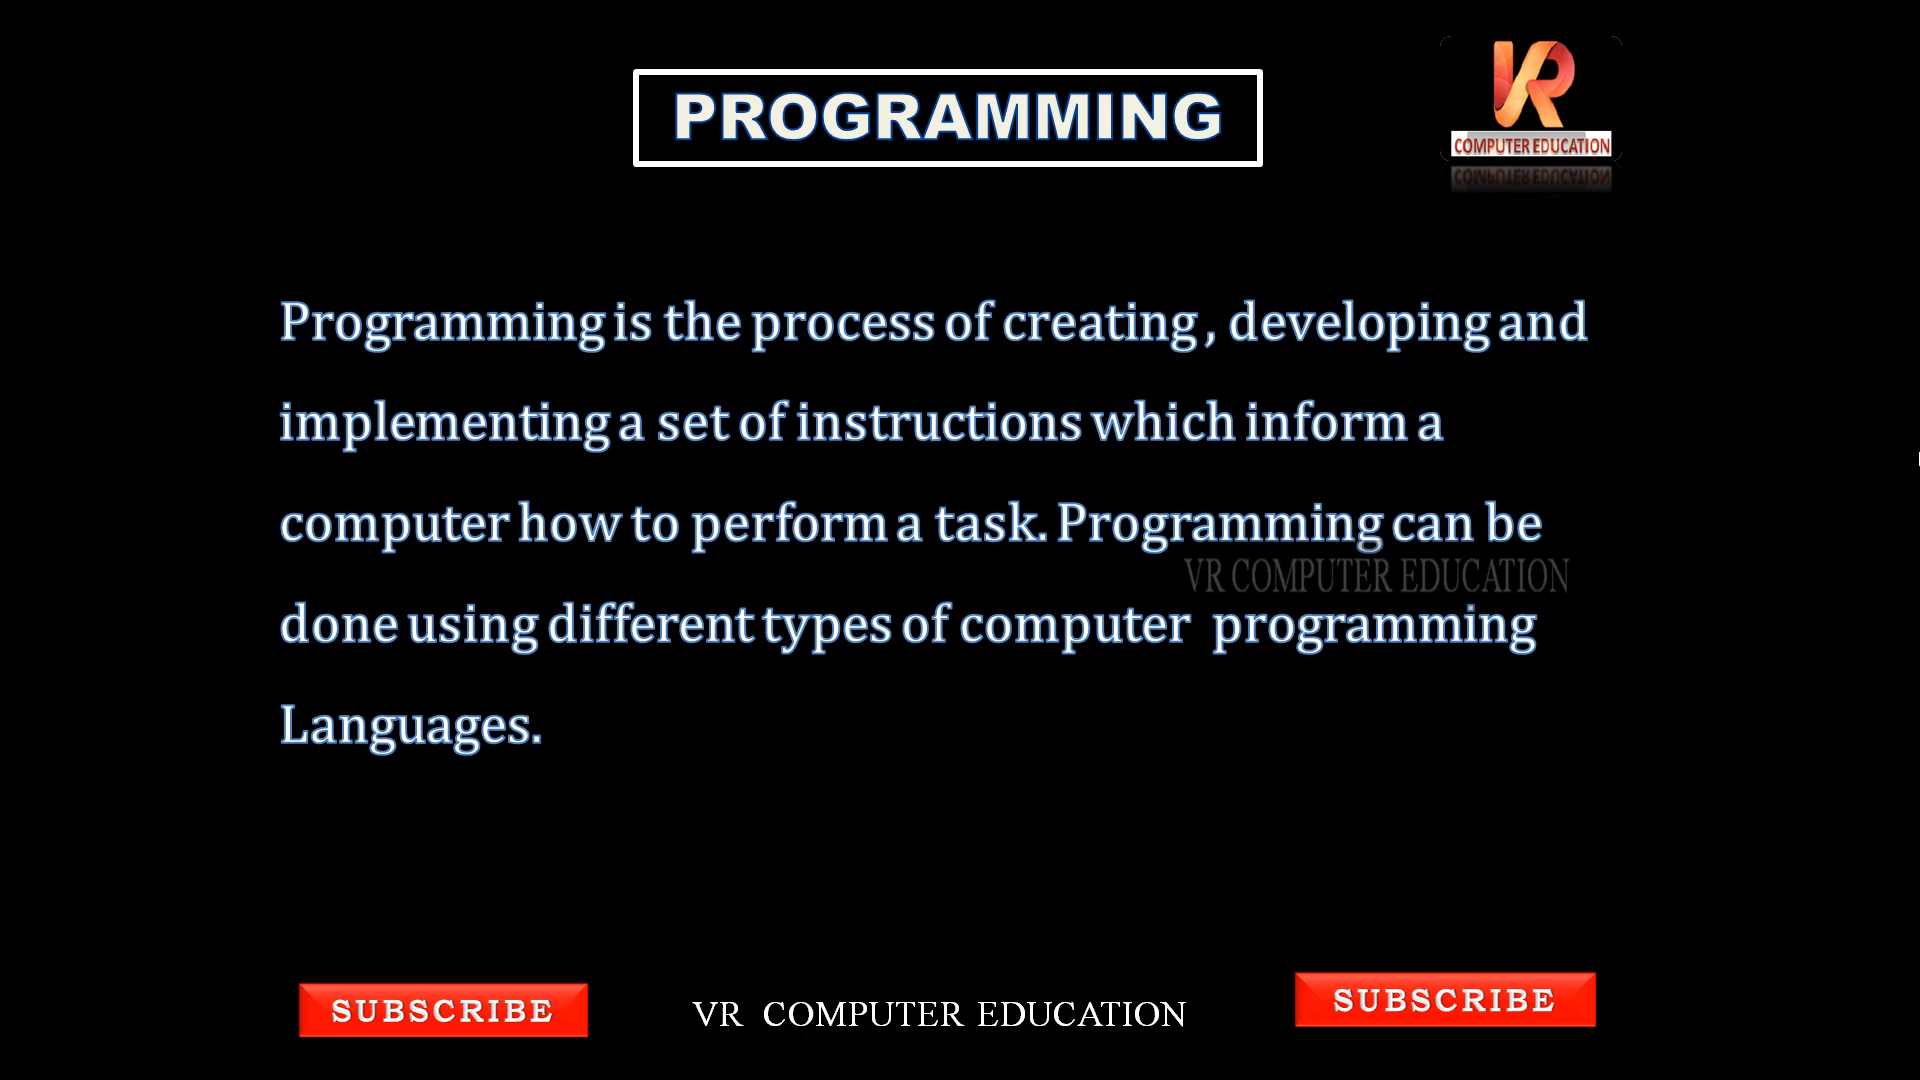 PROGRAMMING
COMPUTER EDUCATION
COMPUTER EDUCATION
Programming is the process of creating , developing and
implementing a set of instructions which inform a
computer how to perform a task. Programming can be
VR COMPUTER EDUCATION
done using different types of computer programming
Languages.
SUBSCRIBE
VR COMPUTER EDUCATION
SUBSCRIBE